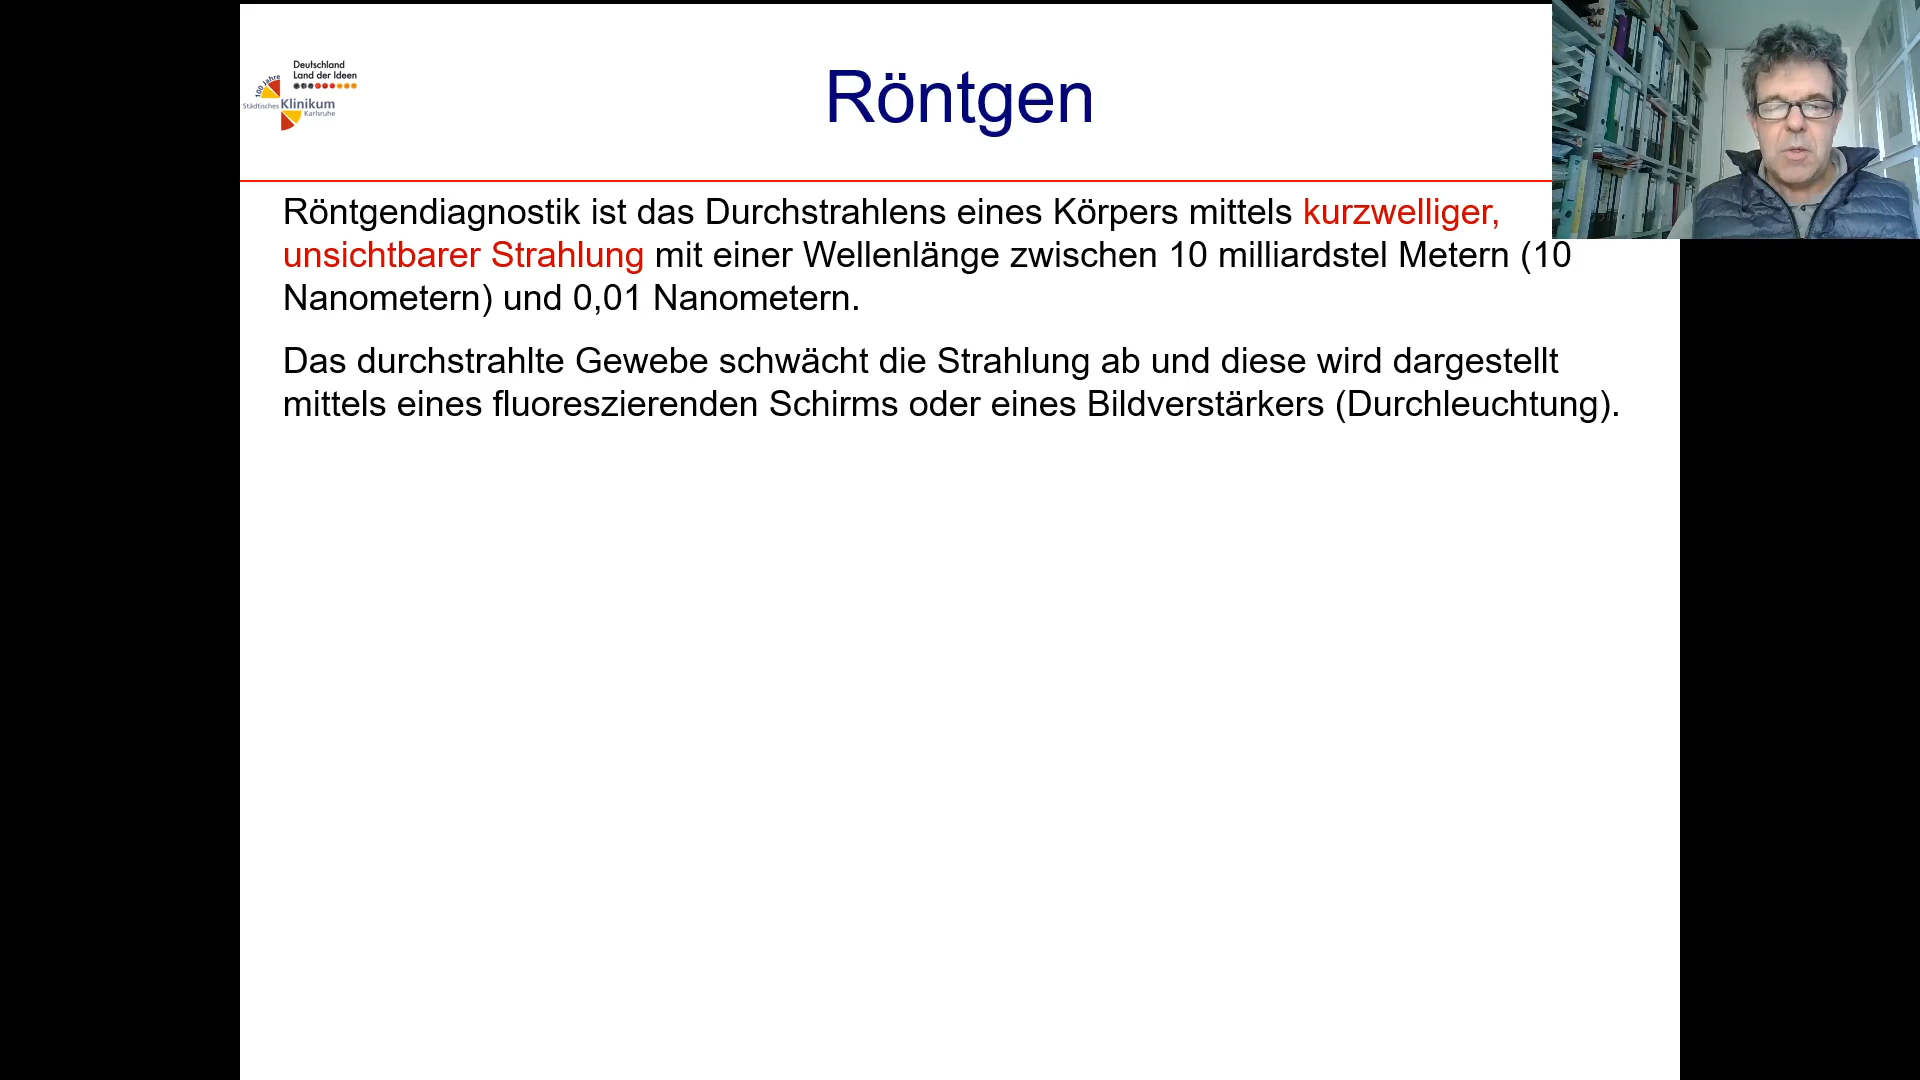 Deutschland
Land der Ideen
100 Jahre
Städtisches Klinikum
Karlsruhe
Röntgen
Röntgendiagnostik ist das Durchstrahlens eines Körpers mittels kurzwelliger,
unsichtbarer Strahlung mit einer Wellenlänge zwischen 10 milliardstel Metern (10
Nanometern) und 0,01 Nanometern.
Das durchstrahlte Gewebe schwächt die Strahlung ab und diese wird dargestellt
mittels eines fluoreszierenden Schirms oder eines Bildverstärkers (Durchleuchtung).